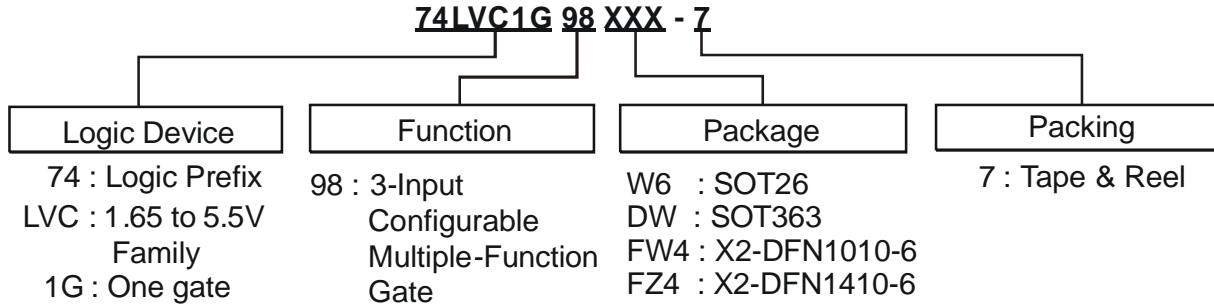 74LVC1G 98 XXX - 7
Logic Device
74 : Logic Prefix
LVC : 1.65 to 5.5V
Family
1G : One gate
Function
98 : 3-Input
Configurable
Multiple-Function
Gate
Package
W6 : SOT26
DW : SOT363
FW4 : X2-DFN1010-6
FZ4 : X2-DFN1410-6
Packing
7 : Tape & Reel